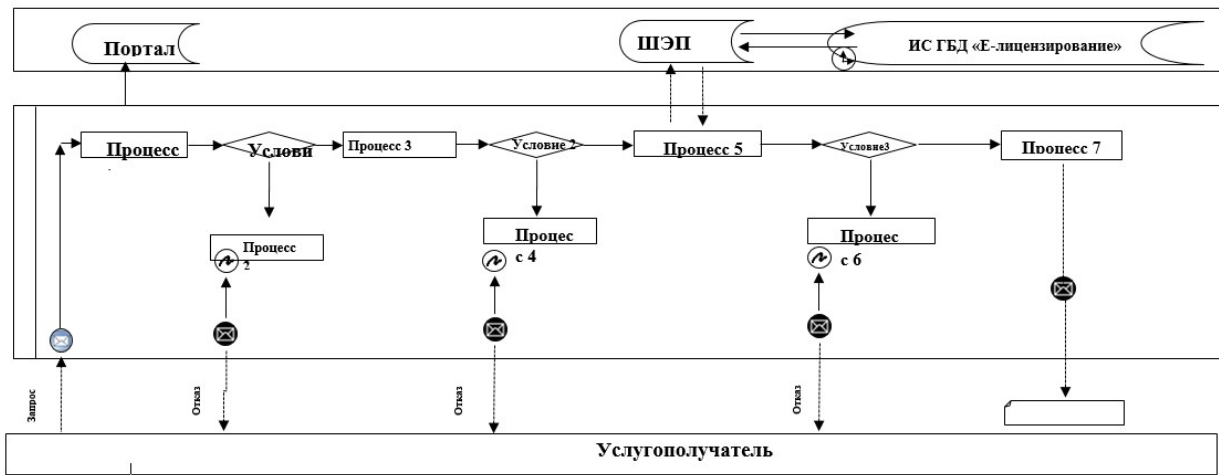 Портал
ШЭП
ИС ГБД «Е-лицензирование»
Процесс
Услови
Процесс 3
Условие 2
Процесс 5
Условие3
Процесс 7
Процесс
2
Процес
с 4
Процес
с 6
Запрос
Отказ
Отказ
Отказ
Услугополучатель